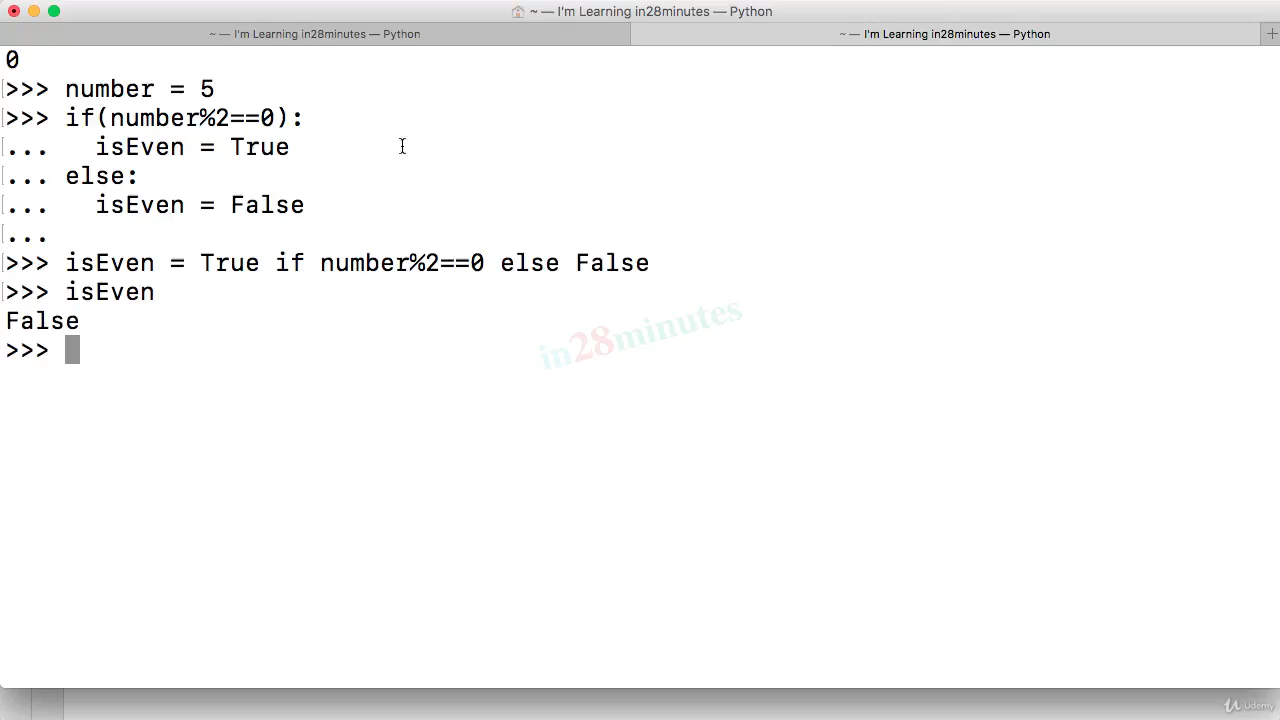 ~ — I'm Learning in28minutes — Python
~ — I'm Learning in28minutes — Python ~ — I'm Learning in28minutes — Python
0
>>> number = 5
>>> if(number%2==0):
...   isEven = True
... else:
...   isEven = False
...
>>> isEven = True if number%2==0 else False
>>> isEven
False
>>>
in28minutes
Udemy